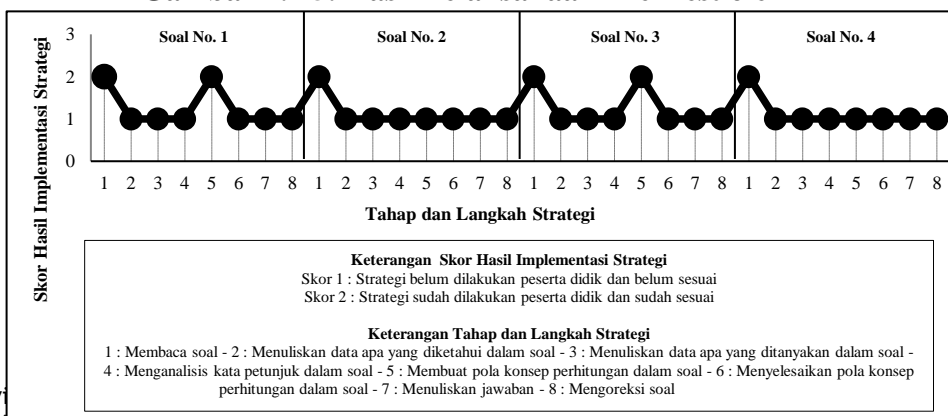 3 Soal No. 1 Soal No. 2 Soal No. 3 Soal No. 4
2
1
0
1 2 3 4 5 6 7 8 1 2 3 4 5 6 7 8 1 2 3 4 5 6 7 8 1 2 3 4 5 6 7 8
Skor Hasil Implementasi Strategi
Tahap dan Langkah Strategi
Keterangan Skor Hasil Implementasi Strategi
Skor 1 : Strategi belum dilakukan peserta didik dan belum sesuai
Skor 2 : Strategi sudah dilakukan peserta didik dan sudah sesuai
Keterangan Tahap dan Langkah Strategi
1 : Membaca soal - 2 : Menuliskan data apa yang diketahui dalam soal - 3 : Menuliskan data apa yang ditanyakan dalam soal -
4 : Menganalisis kata petunjuk dalam soal - 5 : Membuat pola konsep perhitungan dalam soal - 6 : Menyelesaikan pola konsep
perhitungan dalam soal - 7 : Menuliskan jawaban - 8 : Mengoreksi soal